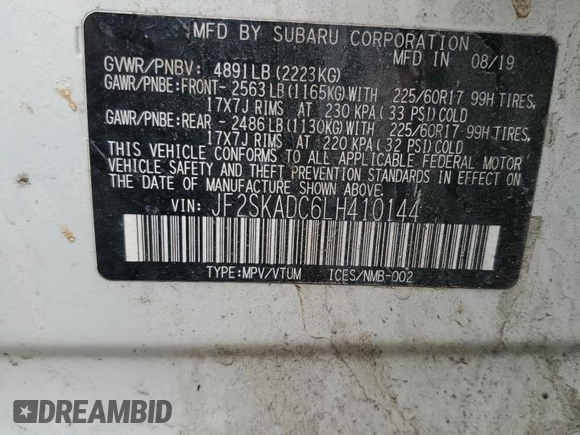 MFD BY SUBARU CORPORATION
MFD IN 08/19
GVWR/PNBV: 4891LB(2223KG)
GAWR/PNBE:FRONT- 2563LB(1165KG)WITH 225/60R17 99H TIRES,
17X7J RIMS AT 230 KPA(33 PSI)COLD
GAWR/PNBE:REAR - 2486LB(1130KG)WITH 225/60R17 99H TIRES,
17X7J RIMS AT 220 KPA(32 PSI)COLD
THIS VEHICLE CONFORMS TO ALL APPLICABLE FEDERAL MOTOR
VEHICLE SAFETY AND THEFT PREVENTION STANDARDS IN EFFECT ON
THE DATE OF MANUFACTURE SHOWN ABOVE.
VIN: JF2SKADC6LH410144
TYPE:MPV/VTUM ICES/NMB-002
DREAMBID